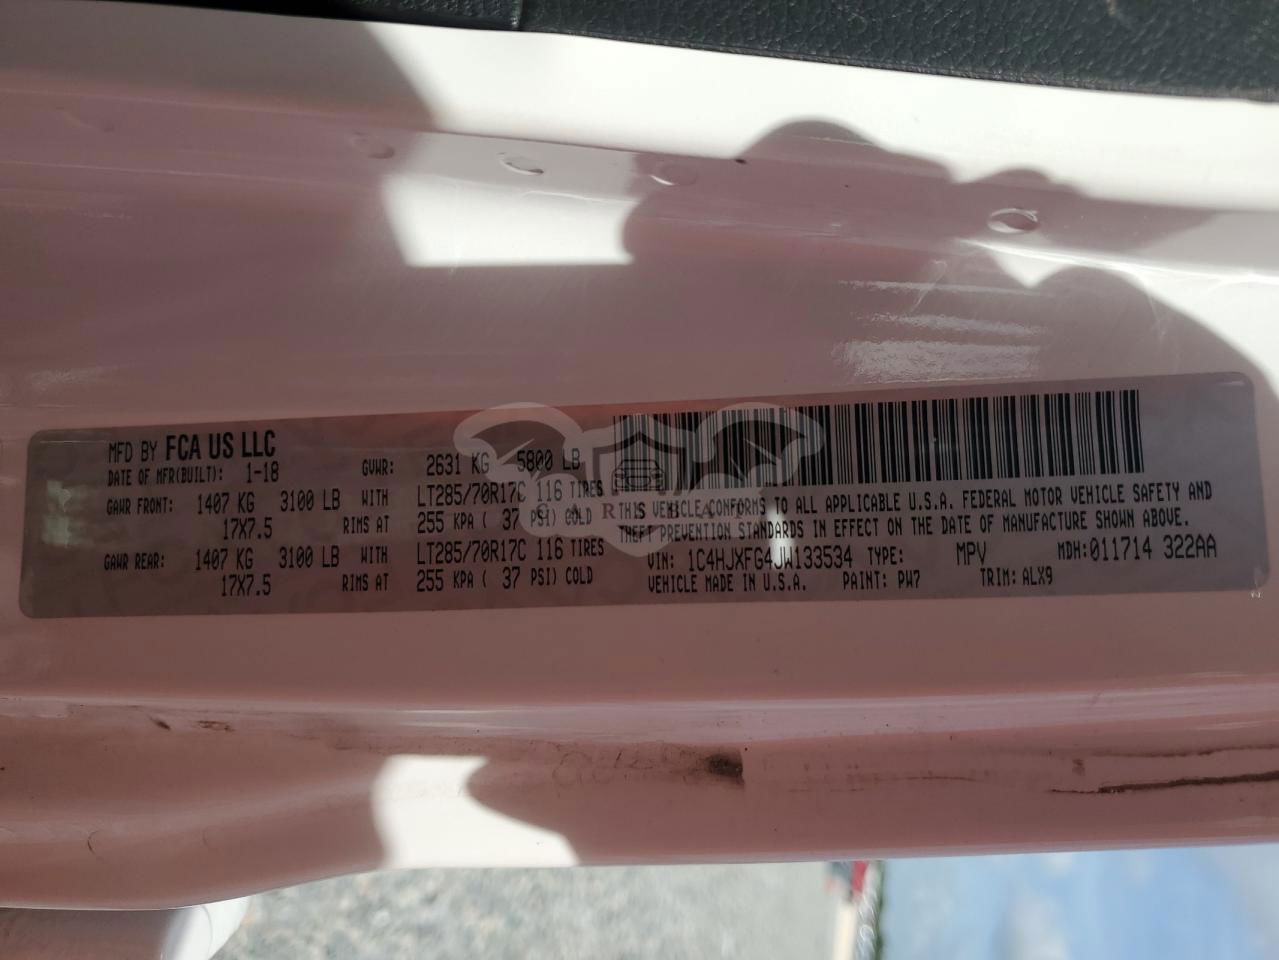 MFD BY FCA US LLC
DATE OF MFR(BUILT): 1-18 GVWR: 2631 KG 5800 LB
GAWR FRONT: 1407 KG 3100 LB WITH LT285/70R17C 116 TIRES
17X7.5 RIMS AT 255 KPA ( 37 PSI) COLD
GAWR REAR: 1407 KG 3100 LB WITH LT285/70R17C 116 TIRES
17X7.5 RIMS AT 255 KPA ( 37 PSI) COLD
THIS VEHICLE CONFORMS TO ALL APPLICABLE U.S.A. FEDERAL MOTOR VEHICLE SAFETY AND
THEFT PREVENTION STANDARDS IN EFFECT ON THE DATE OF MANUFACTURE SHOWN ABOVE.
VIN: 1C4HJXFG4JW133534 TYPE: MPV MDH: 011714 322AA
VEHICLE MADE IN U.S.A. PAINT: PW7 TRIM: ALX9